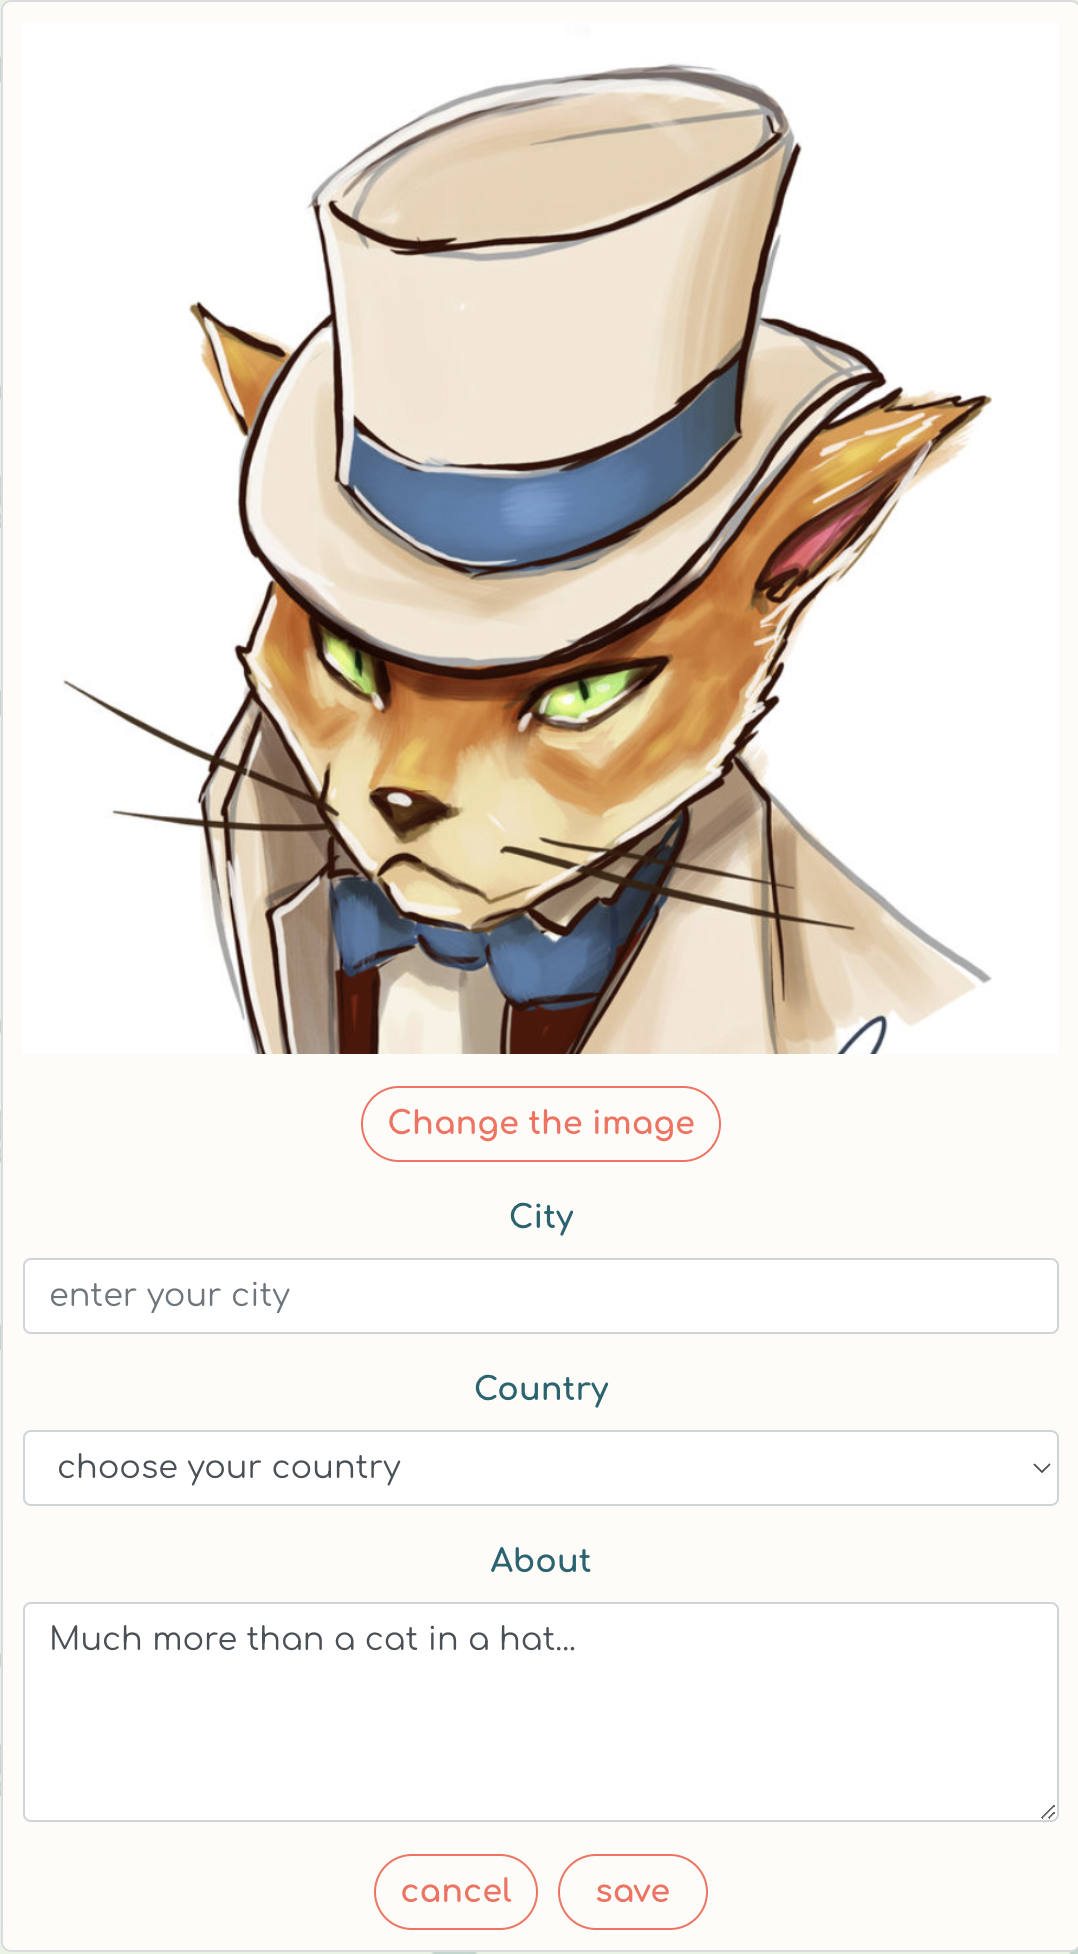 Change the image
City
enter your city
Country
choose your country
About
Much more than a cat in a hat...
cancel
save